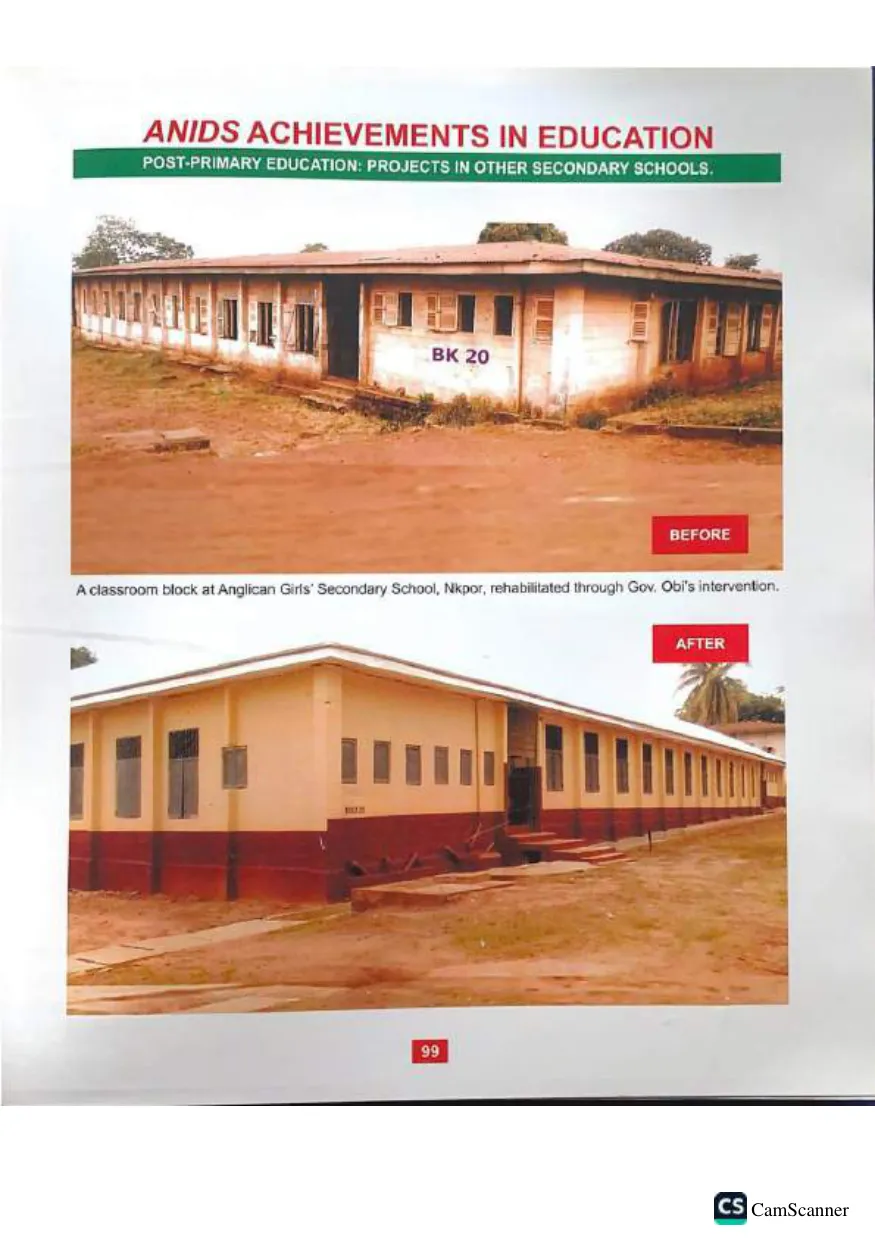 ANIDS ACHIEVEMENTS IN EDUCATION
POST-PRIMARY EDUCATION: PROJECTS IN OTHER SECONDARY SCHOOLS.
BK 20
BEFORE
A classroom block at Anglican Girls' Secondary School, Nkpor, rehabilitated through Gov. Obi's intervention.
AFTER
99
CS CamScanner